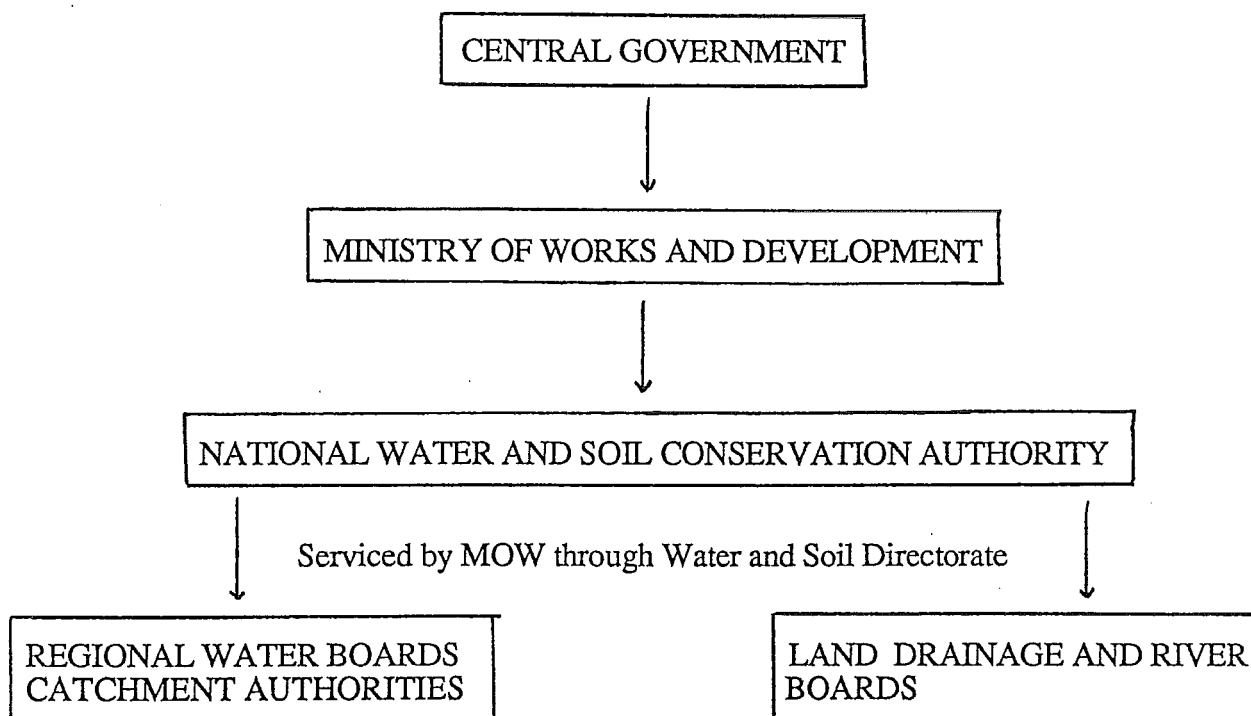 CENTRAL GOVERNMENT
MINISTRY OF WORKS AND DEVELOPMENT
NATIONAL WATER AND SOIL CONSERVATION AUTHORITY
Serviced by MOW through Water and Soil Directorate
REGIONAL WATER BOARDS
CATCHMENT AUTHORITIES
LAND DRAINAGE AND RIVER
BOARDS